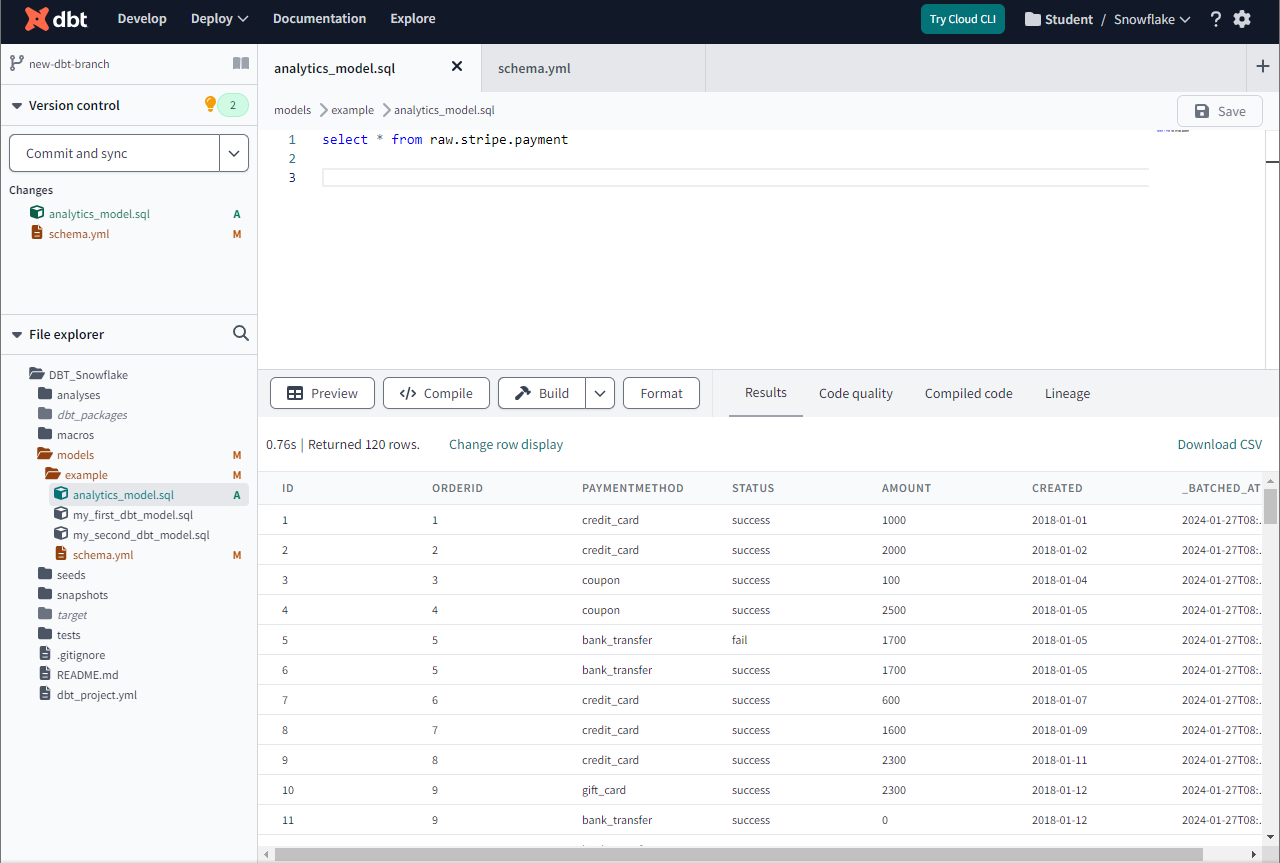 dbt Develop Deploy Documentation Explore Try Cloud CLI Student / Snowflake ?
new-dbt-branch
Version control 2
Commit and sync
Changes
analytics_model.sql A
schema.yml M
File explorer
DBT_Snowflake
analyses
dbt_packages
macros
models M
example M
analytics_model.sql A
my_first_dbt_model.sql
my_second_dbt_model.sql
schema.yml M
seeds
snapshots
target
tests
.gitignore
README.md
dbt_project.yml
analytics_model.sql schema.yml
models example analytics_model.sql Save
1 select * from raw.stripe.payment
2
3
Preview </> Compile Build Format Results Code quality Compiled code Lineage
0.76s | Returned 120 rows. Change row display Download CSV
ID ORDERID PAYMENTMETHOD STATUS AMOUNT CREATED _BATCHED_AT
1 1 credit_card success 1000 2018-01-01 2024-01-27T08:.
2 2 credit_card success 2000 2018-01-02 2024-01-27T08:.
3 3 coupon success 100 2018-01-04 2024-01-27T08:.
4 4 coupon success 2500 2018-01-05 2024-01-27T08:.
5 5 bank_transfer fail 1700 2018-01-05 2024-01-27T08:.
6 5 bank_transfer success 1700 2018-01-05 2024-01-27T08:.
7 6 credit_card success 600 2018-01-07 2024-01-27T08:.
8 7 credit_card success 1600 2018-01-09 2024-01-27T08:.
9 8 credit_card success 2300 2018-01-11 2024-01-27T08:.
10 9 gift_card success 2300 2018-01-12 2024-01-27T08:.
11 9 bank_transfer success 0 2018-01-12 2024-01-27T08:.